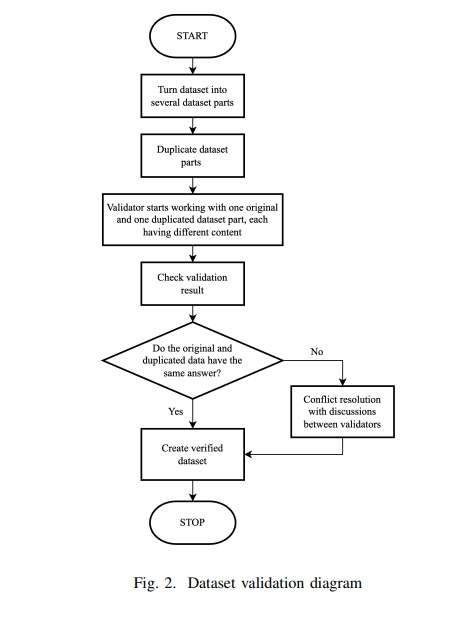 START
Turn dataset into
several dataset parts
Duplicate dataset
parts
Validator starts working with one original
and one duplicated dataset part, each
having different content
Check validation
result
Do the original and
duplicated data have the
same answer?
No
Conflict resolution
with discussions
between validators
Yes
Create verified
dataset
STOP
Fig. 2. Dataset validation diagram